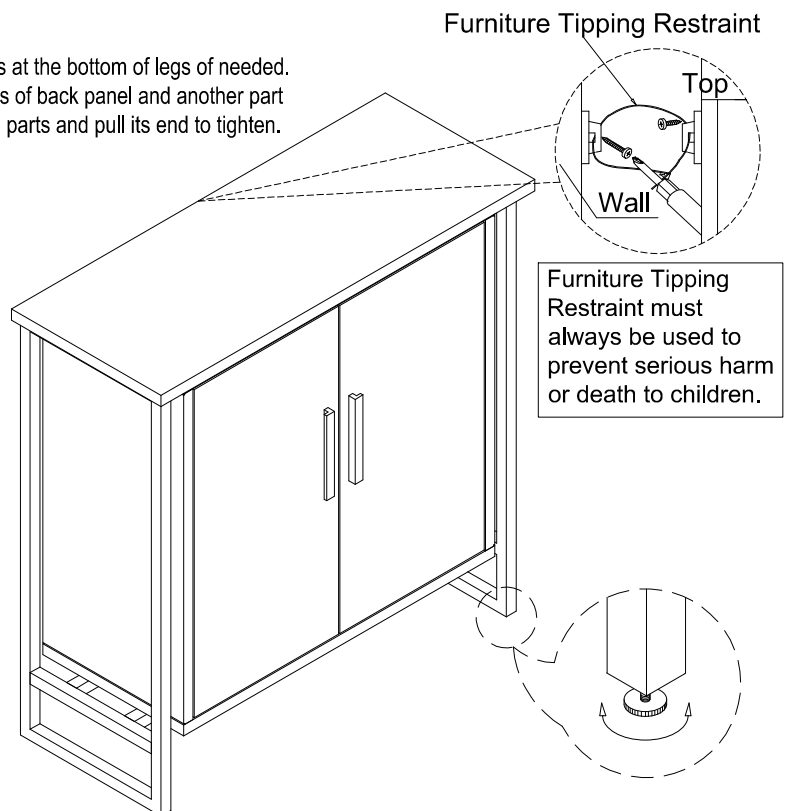 Furniture Tipping Restraint
s at the bottom of legs of needed.
s of back panel and another part
parts and pull its end to tighten.
Top
Wall
Furniture Tipping
Restraint must
always be used to
prevent serious harm
or death to children.